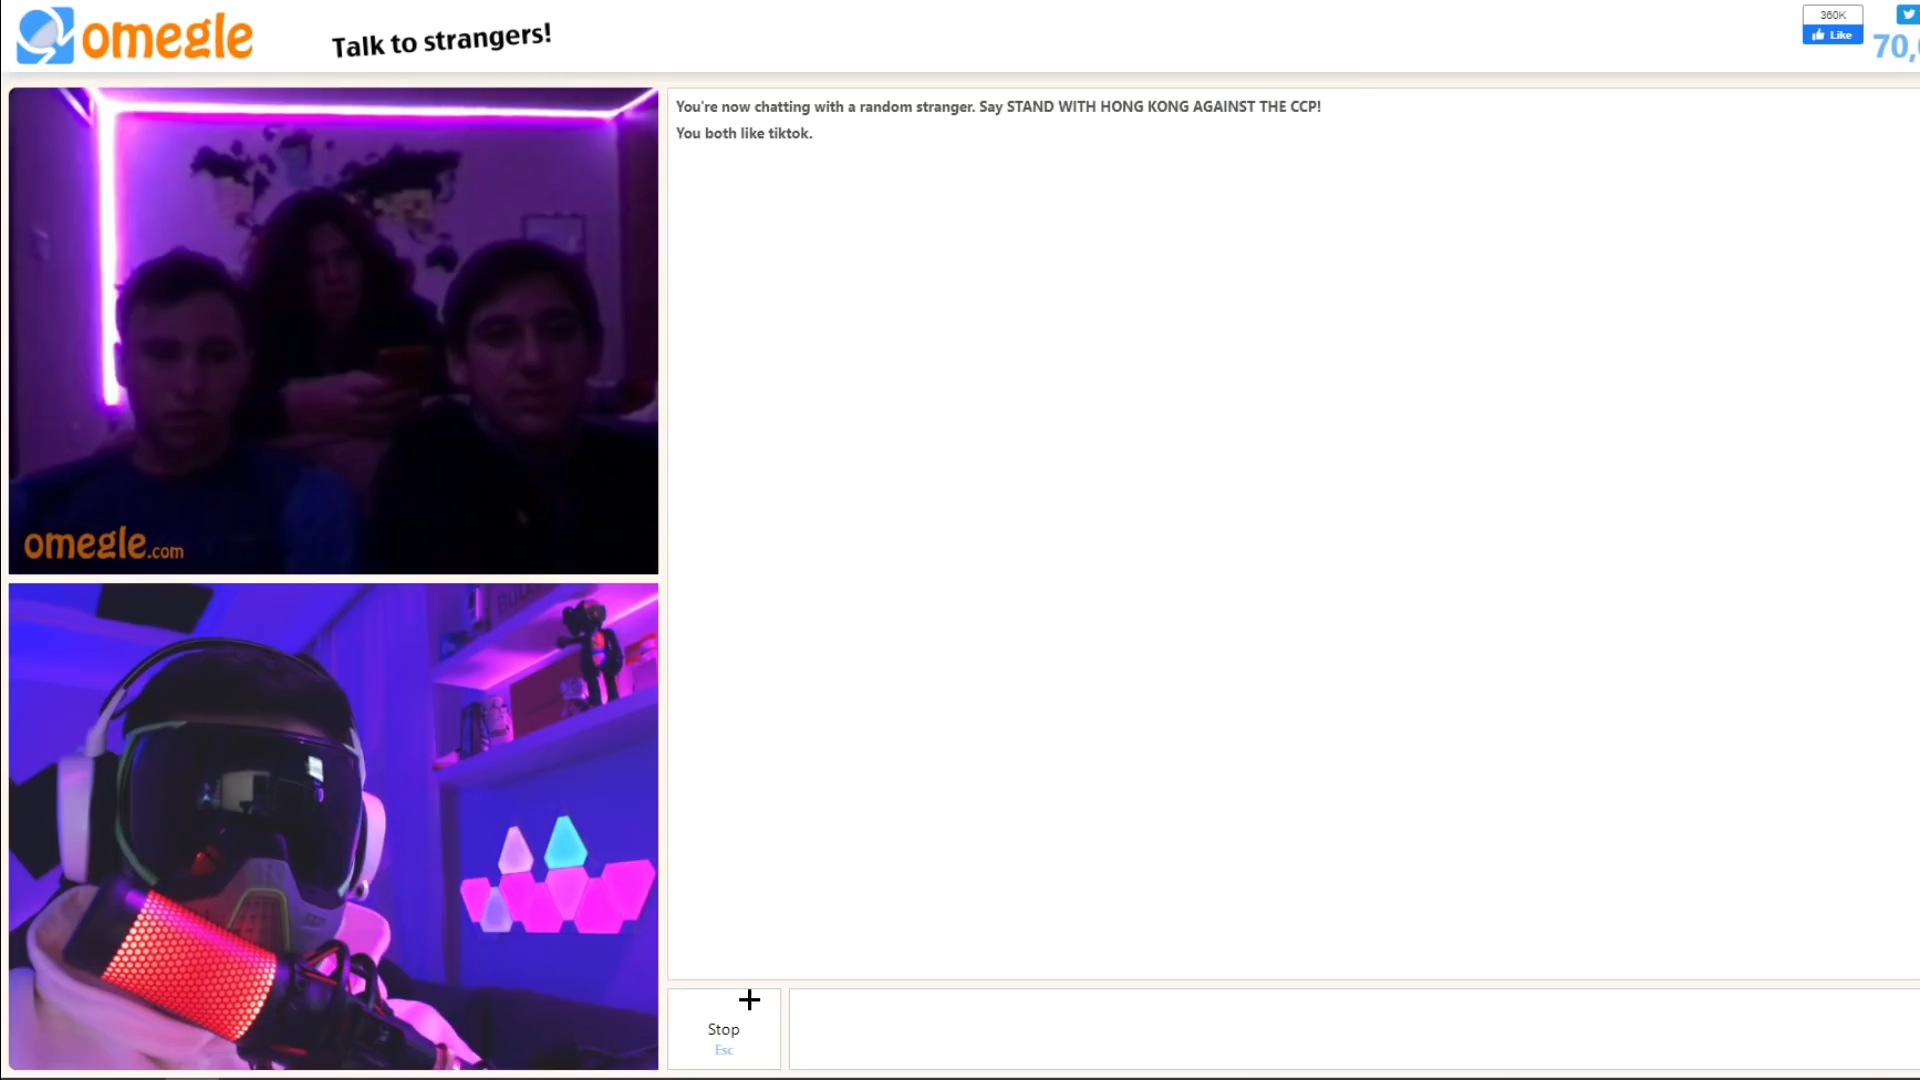 omegle
Talk to strangers!
360K
Like
70,
You're now chatting with a random stranger. Say STAND WITH HONG KONG AGAINST THE CCP!
You both like tiktok.
omegle.com
Stop
Esc